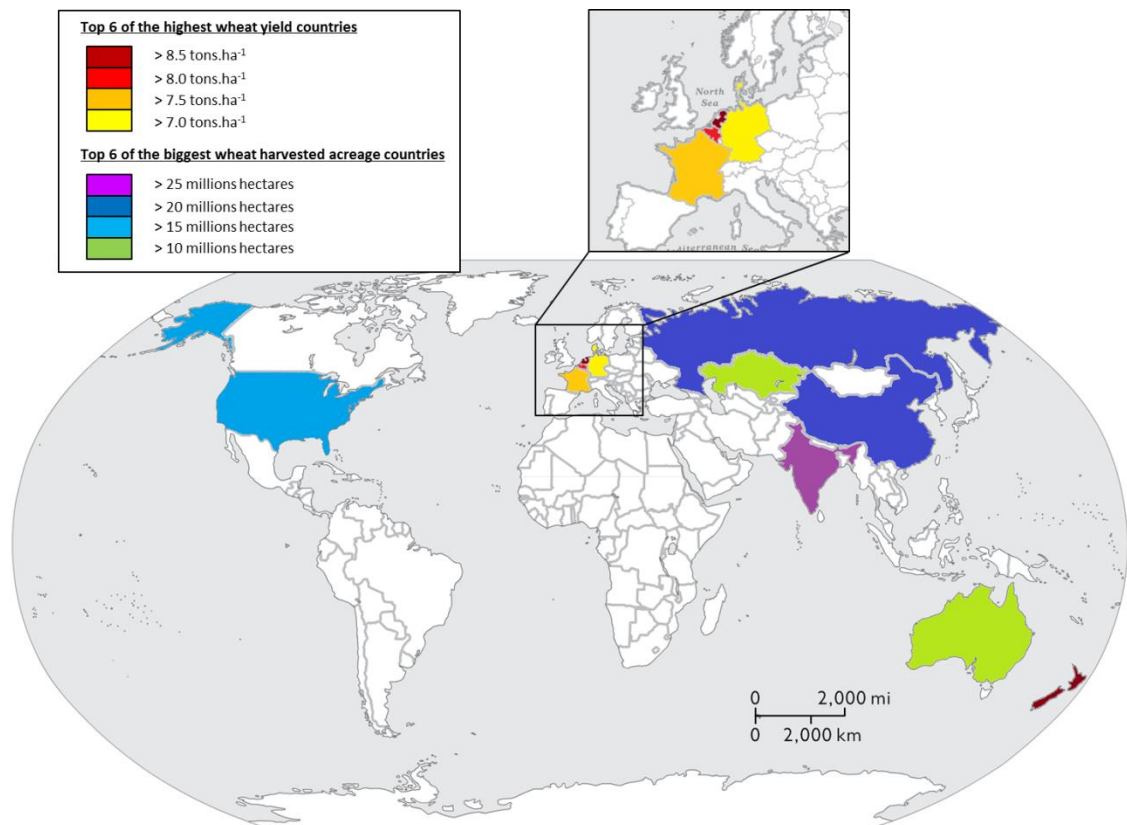 Top 6 of the highest wheat yield countries
> 8.5 tons.ha-1
> 8.0 tons.ha-1
> 7.5 tons.ha-1
> 7.0 tons.ha-1
Top 6 of the biggest wheat harvested acreage countries
> 25 millions hectares
> 20 millions hectares
> 15 millions hectares
> 10 millions hectares
North
Sea
diterranean Sea
0 2,000 mi
0 2,000 km